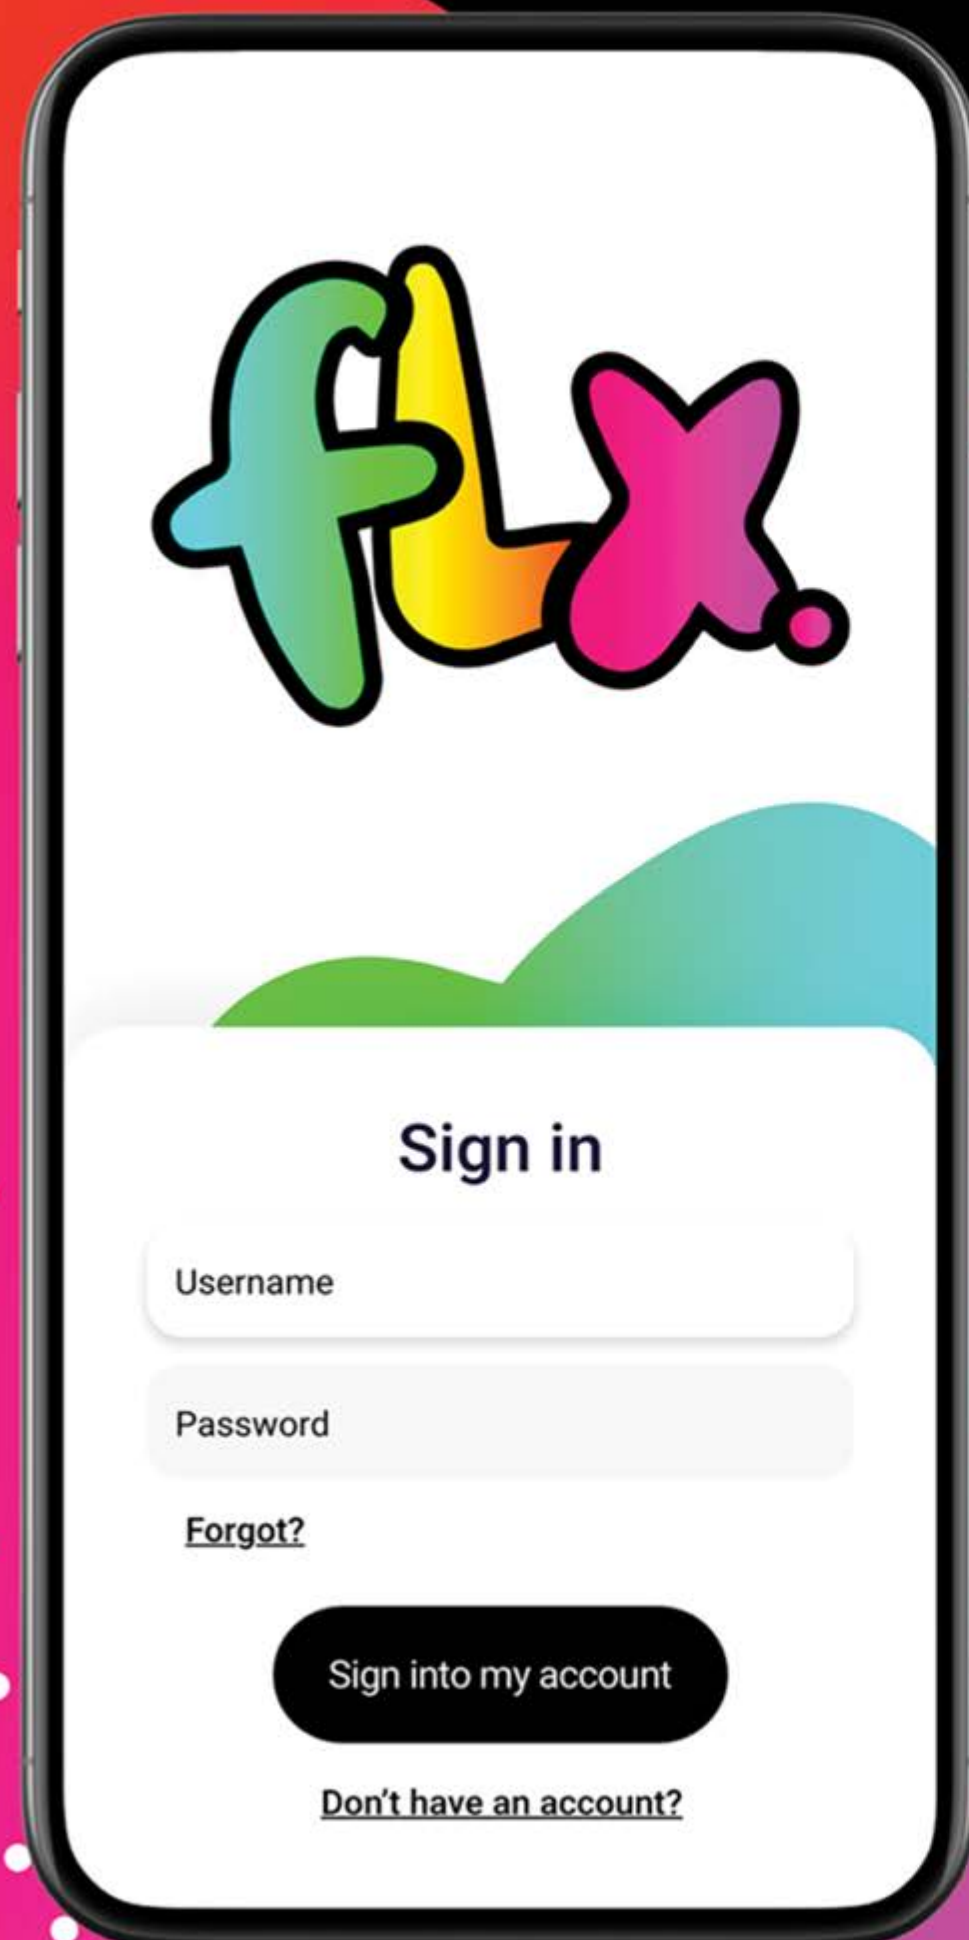 fLx.
Sign in
Username
Password
Forgot?
Sign into my account
Don't have an account?